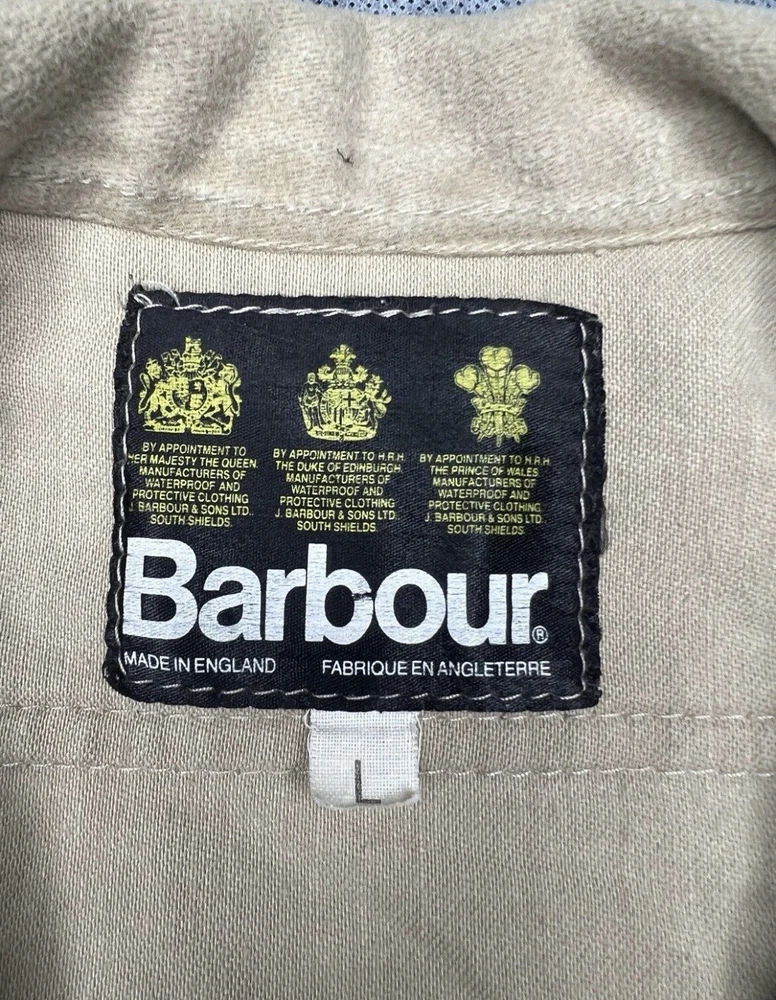 BY APPOINTMENT TO
HER MAJESTY THE QUEEN
MANUFACTURERS OF
WATERPROOF AND
PROTECTIVE CLOTHING
J. BARBOUR & SONS LTD.
SOUTH SHIELDS.
BY APPOINTMENT TO H.R.H.
THE DUKE OF EDINBURGH
MANUFACTURERS OF
WATERPROOF AND
PROTECTIVE CLOTHING
J. BARBOUR & SONS LTD.
SOUTH SHIELDS.
BY APPOINTMENT TO H.R.H.
THE PRINCE OF WALES
MANUFACTURERS OF
WATERPROOF AND
PROTECTIVE CLOTHING
J. BARBOUR & SONS LTD.
SOUTH SHIELDS
Barbour®
MADE IN ENGLAND FABRIQUE EN ANGLETERRE
L